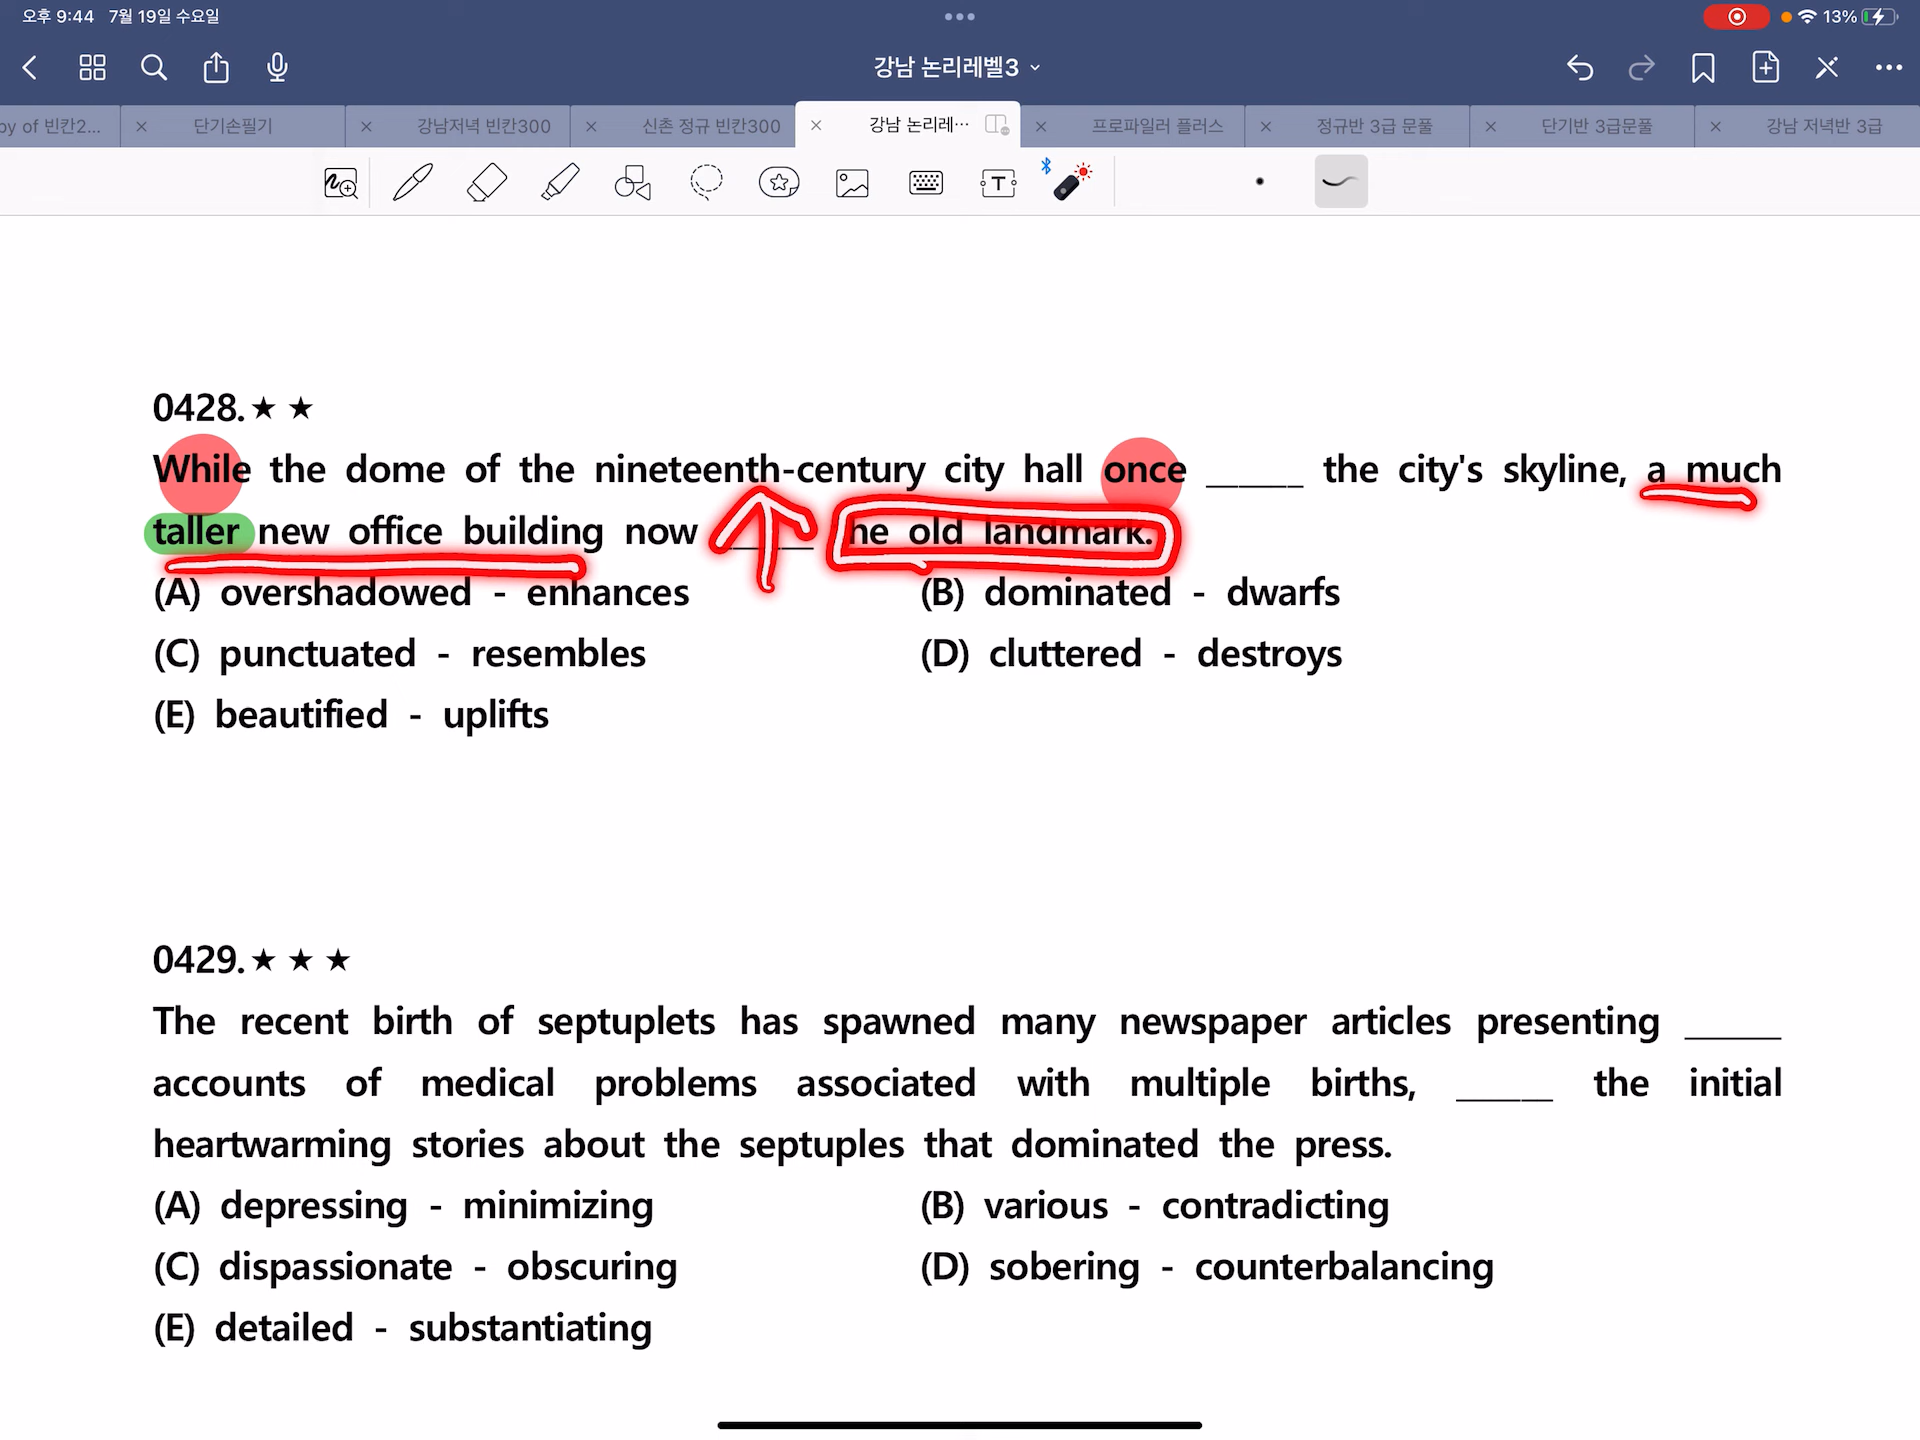 오후 9:44 7월 19일 수요일
13%
강남 논리레벨3
by of 빈칸2...
단기손필기
강남저녁 빈칸300
신촌 정규 빈칸300
강남 논리레…
프로파일러 플러스
정규반 3급 문풀
단기반 3급문풀
강남 저녁반 3급
0428.★ ★
While the dome of the nineteenth-century city hall once _____ the city's skyline, a much
taller new office building now _____ the old landmark.
(A) overshadowed - enhances
(B) dominated - dwarfs
(C) punctuated - resembles
(D) cluttered - destroys
(E) beautified - uplifts
0429.★ ★ ★
The recent birth of septuplets has spawned many newspaper articles presenting _____
accounts of medical problems associated with multiple births, _____ the initial
heartwarming stories about the septuples that dominated the press.
(A) depressing - minimizing
(B) various - contradicting
(C) dispassionate - obscuring
(D) sobering - counterbalancing
(E) detailed - substantiating